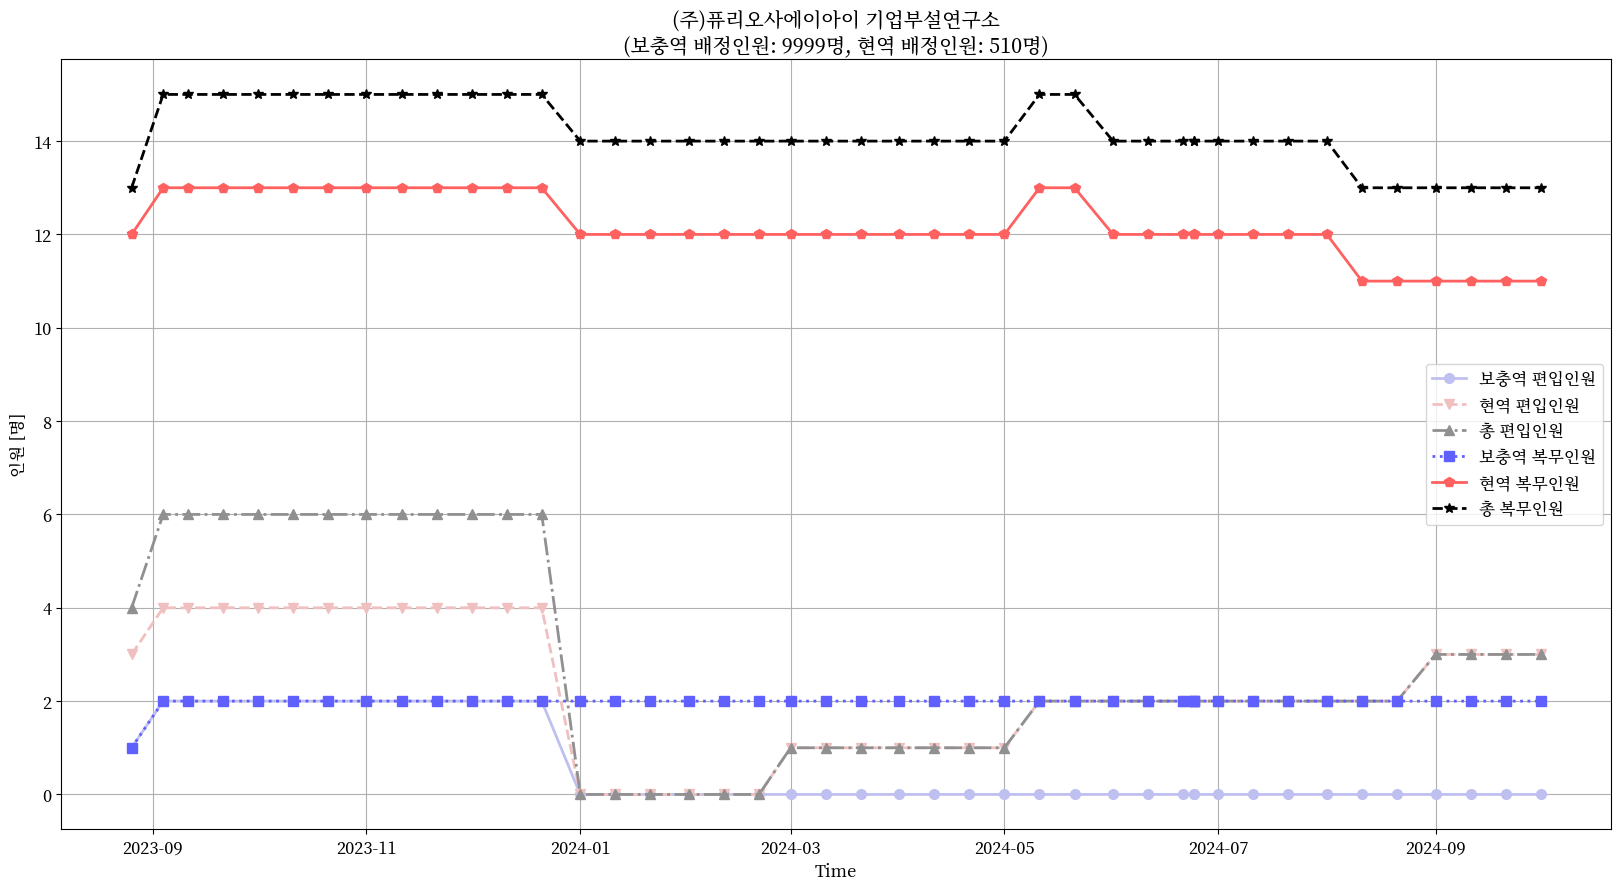 (주)퓨리오사에이아이 기업부설연구소
(보충역 배정인원: 9999명, 현역 배정인원: 510명)
인원 [명]
14
12
10
8
6
4
2
0
보충역 편입인원
현역 편입인원
총 편입인원
보충역 복무인원
현역 복무인원
총 복무인원
2023-09
2023-11
2024-01
2024-03
2024-05
2024-07
2024-09
Time